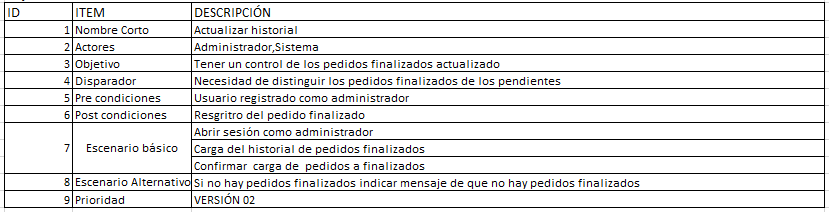 ID ITEM DESCRIPCIÓN
1 Nombre Corto Actualizar historial
2 Actores Administrador,Sistema
3 Objetivo Tener un control de los pedidos finalizados actualizado
4 Disparador Necesidad de distinguir los pedidos finalizados de los pendientes
5 Pre condiciones Usuario registrado como administrador
6 Post condiciones Resgritro del pedido finalizado
7 Escenario básico Abrir sesión como administrador
Carga del historial de pedidos finalizados
Confirmar carga de pedidos a finalizados
8 Escenario Alternativo Si no hay pedidos finalizados indicar mensaje de que no hay pedidos finalizados
9 Prioridad VERSIÓN 02